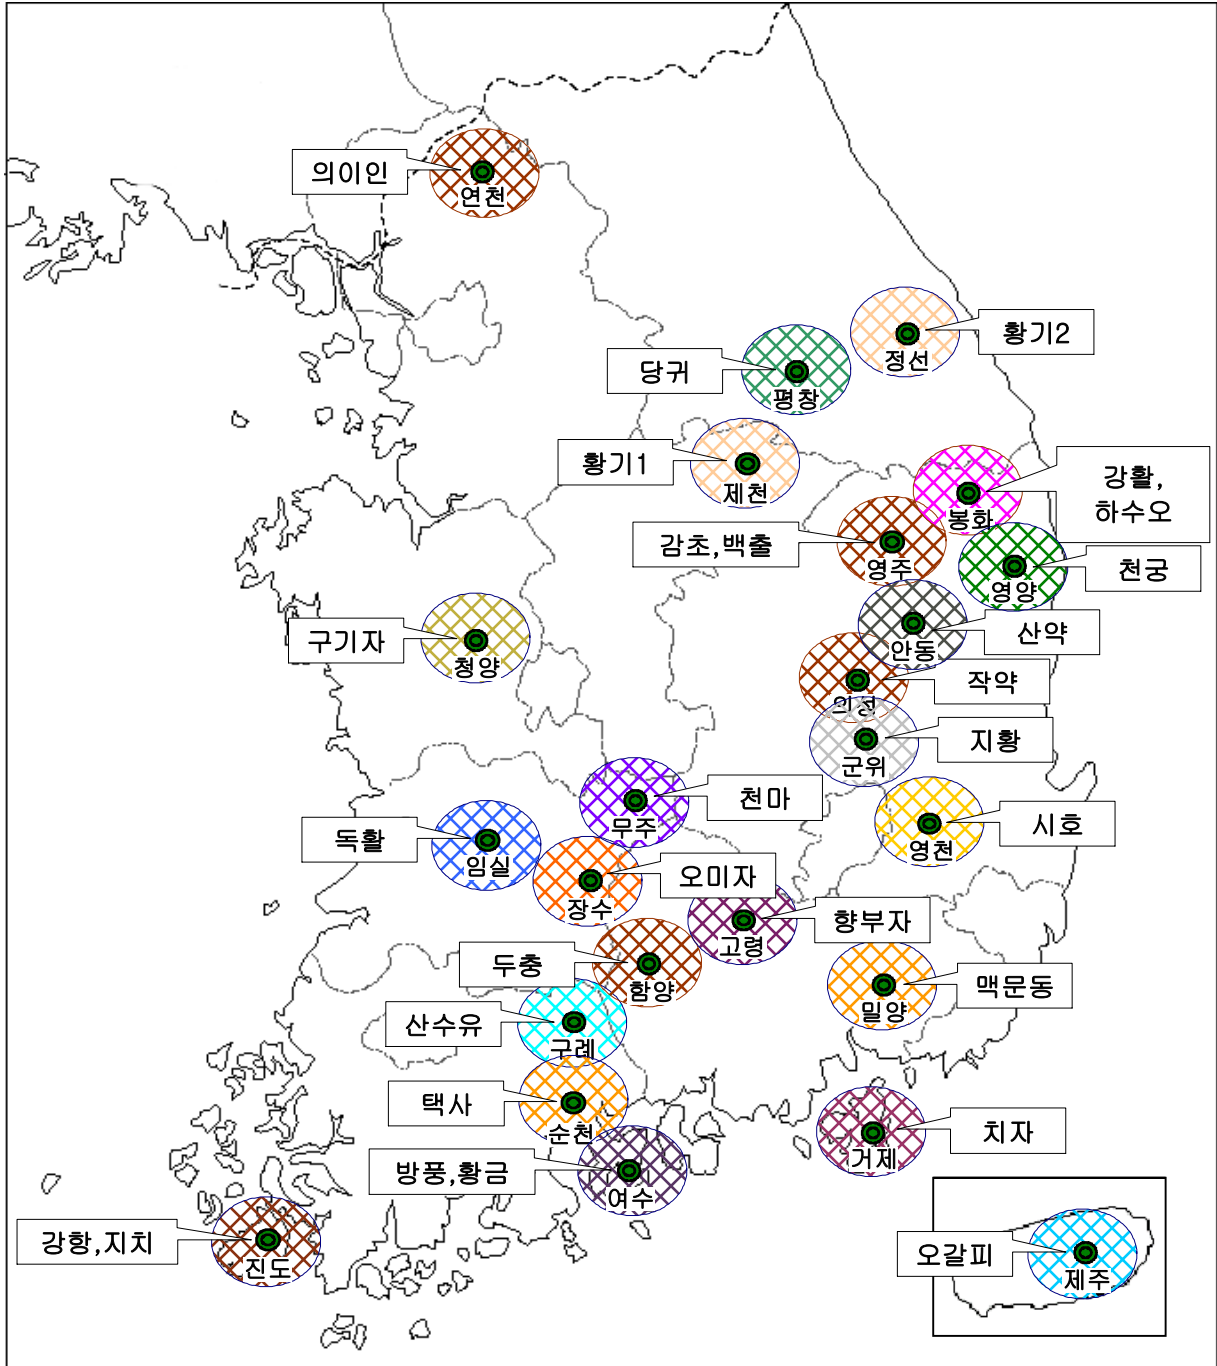 의이인
연천
황기2
정선
당귀
평창
황기1
제천
강활,
하수오
봉화
감초,백출
영주
천궁
영양
산약
안동
구기자
청양
작약
의성
지황
군위
천마
무주
시호
영천
독활
임실
오미자
장수
향부자
고령
두충
함양
맥문동
밀양
산수유
구례
택사
순천
치자
거제
방풍,황금
여수
강항,지치
진도
오갈피
제주